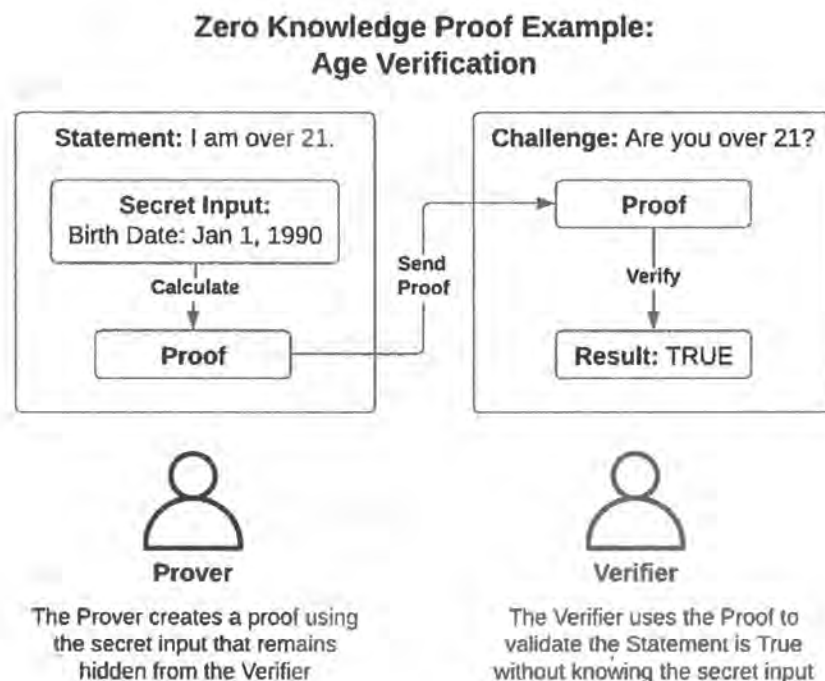 Zero Knowledge Proof Example:
Age Verification
Statement: I am over 21.
Secret Input:
Birth Date: Jan 1, 1990
Calculate
Proof
Send
Proof
Challenge: Are you over 21?
Proof
Verify
Result: TRUE
Prover
The Prover creates a proof using
the secret input that remains
hidden from the Verifier
Verifier
The Verifier uses the Proof to
validate the Statement is True
without knowing the secret input